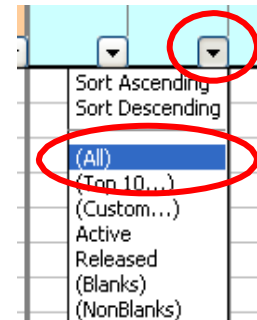 Sort Ascending
Sort Descending
(All)
(Top 10...)
(Custom...)
Active
Released
(Blanks)
(NonBlanks)